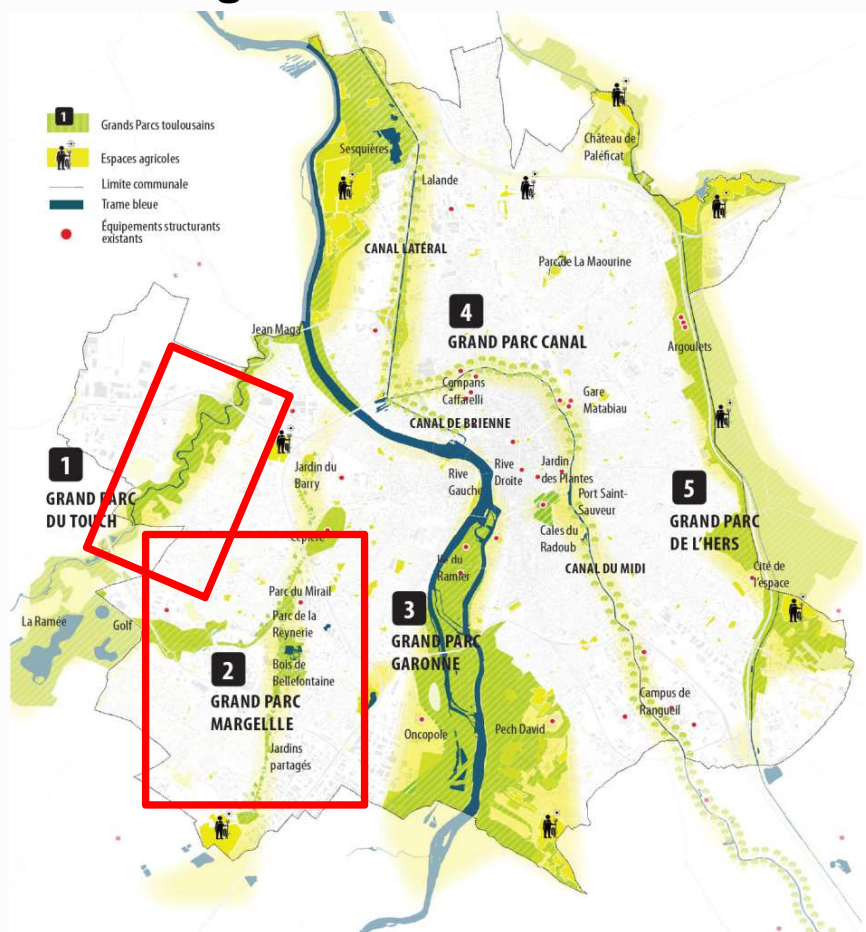 g
1 Grands Parcs toulousains
Espaces agricoles
Limite communale
Trame bleue
Équipements structurants
existants
Sesquières
Lalande
Château de
Paléficat
CANAL LATÉRAL
Parc de La Maourine
4
GRAND PARC CANAL
Jean Maga
Argoulets
Compans
Caffarelli
Gare
Matabiau
CANAL DE BRIENNE
1
GRAND PARC
DU TOUCH
Jardin du
Barry
Rive
Gauche
Rive
Droite
Jardin
des Plantes
Port Saint-
Sauveur
5
GRAND PARC
DE L'HERS
Cépière
Cales du
Radoub
CANAL DU MIDI
Île du
Ramier
Cité de
l'espace
La Ramée
Golf
Parc du Mirail
Parc de la
Reynerie
3
GRAND PARC
GARONNE
2
GRAND PARC
MARGELLLE
Bois de
Bellefontaine
Campus de
Rangueil
Oncopole
Pech David
Jardins
partagés